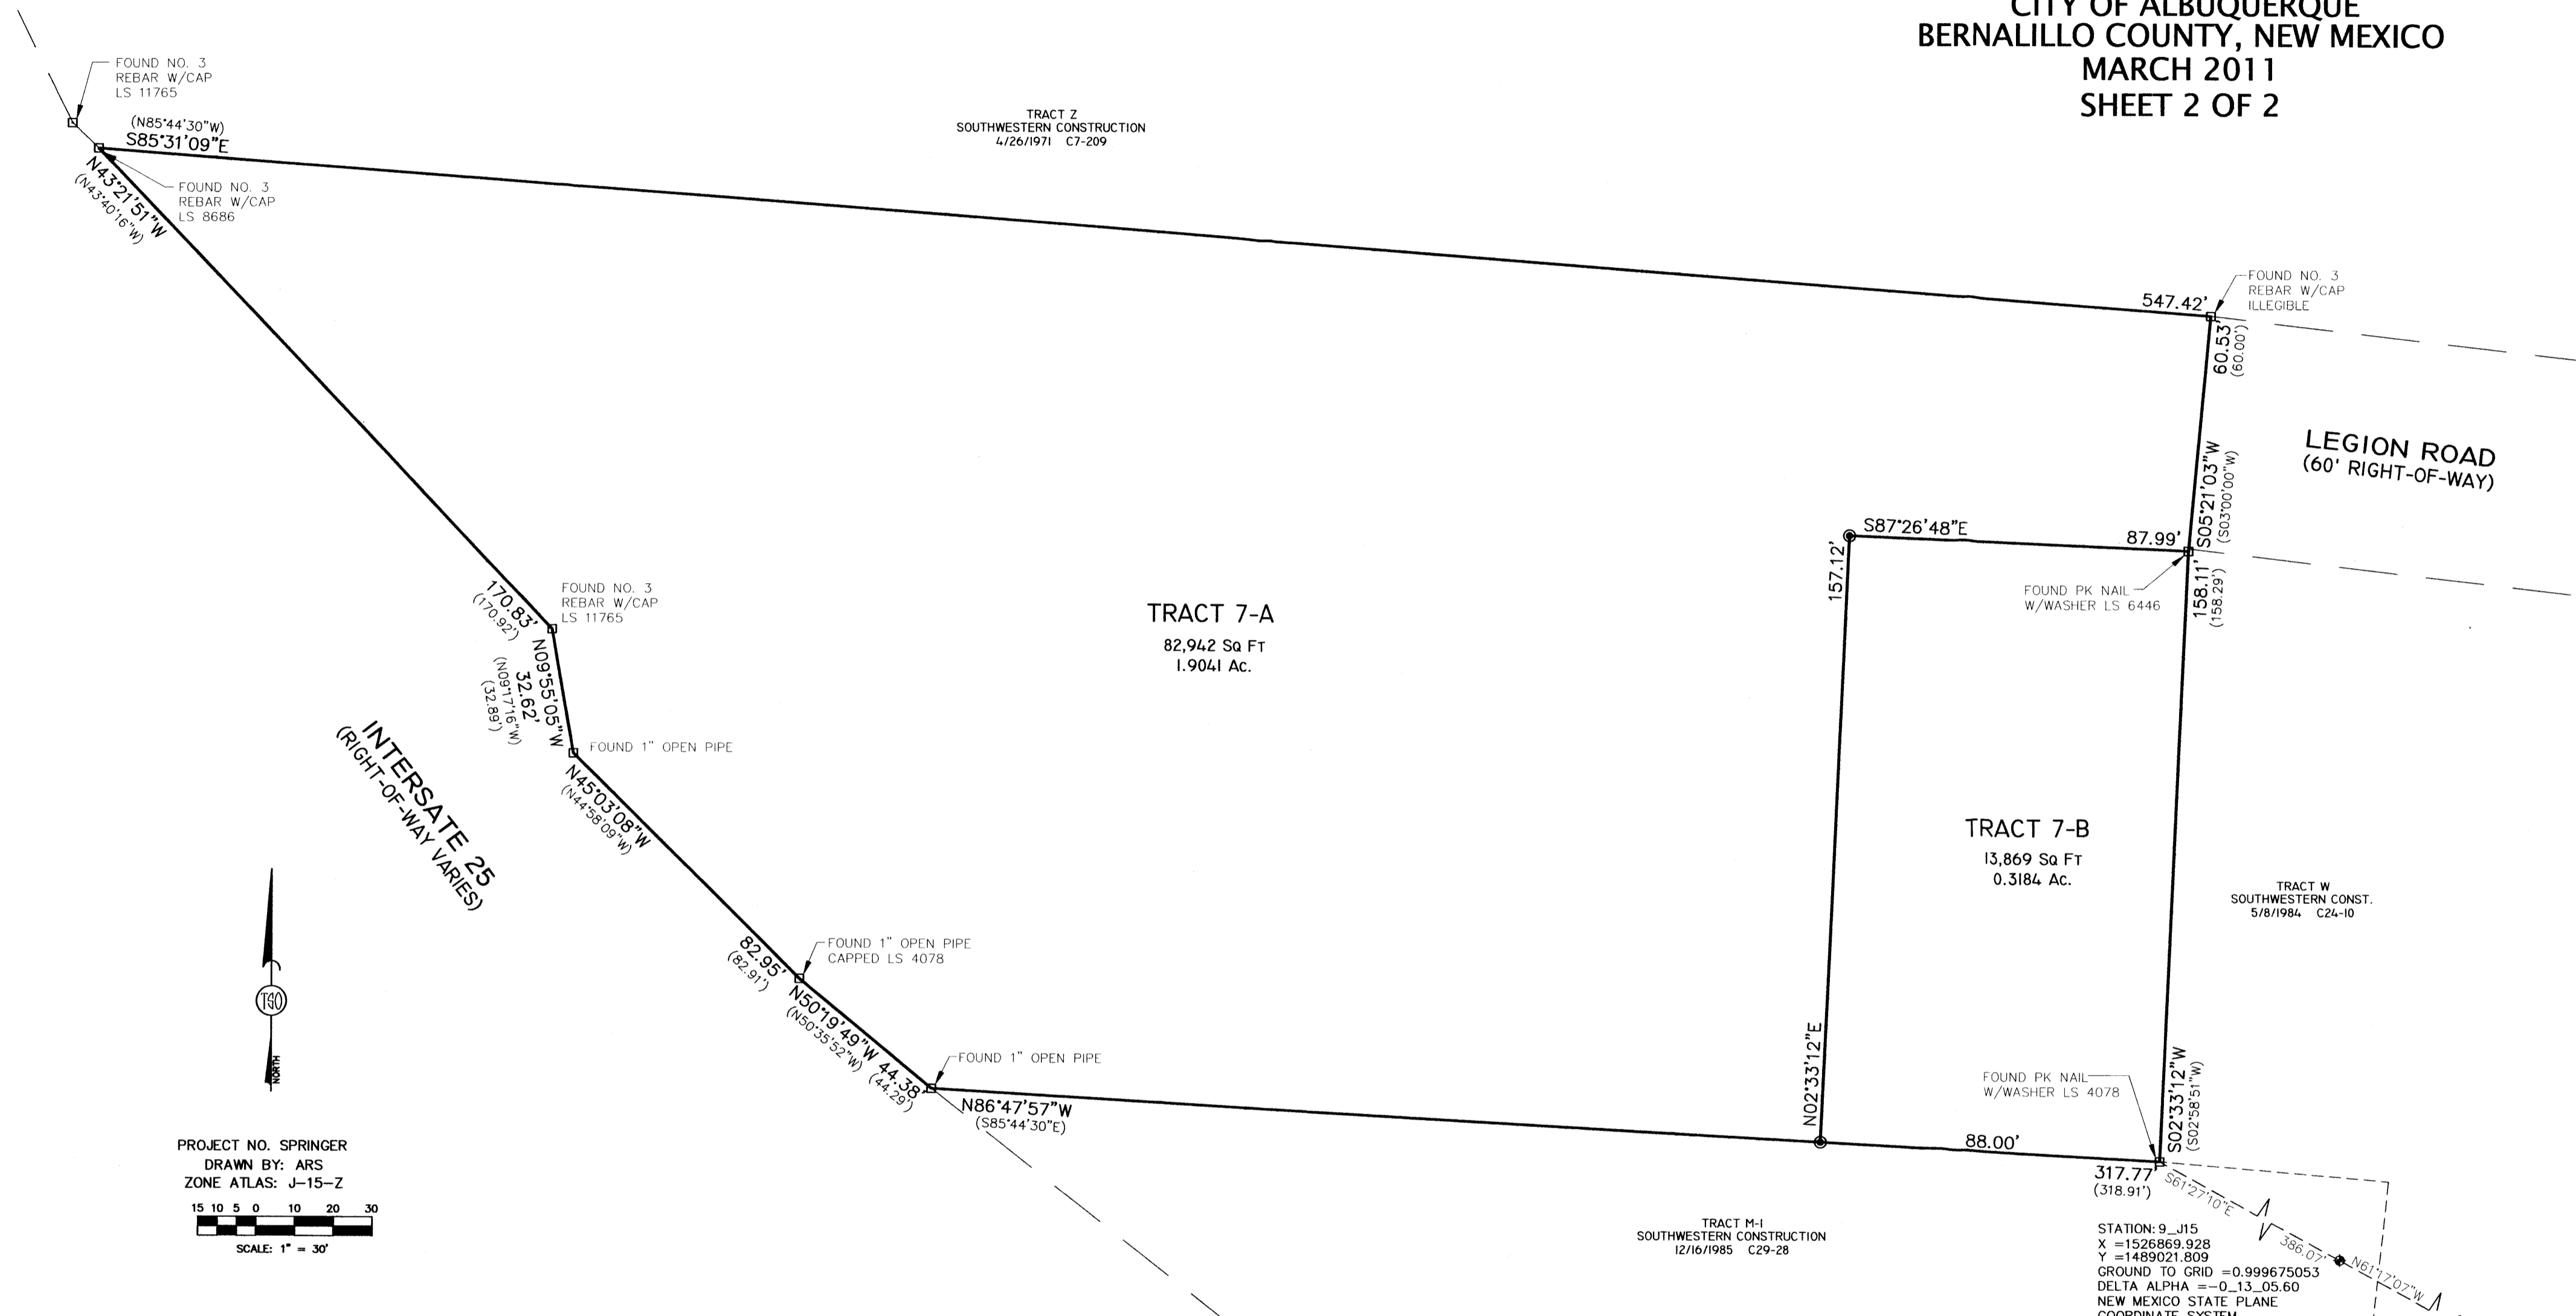 CITY OF ALBUQUERQUE
BERNALILLO COUNTY, NEW MEXICO
MARCH 2011
SHEET 2 OF 2
FOUND NO. 3
REBAR W/CAP
LS 11765
(N85°44'30"W)
S85°31'09"E
N43°21'51"W
(N43°40'16"W)
FOUND NO. 3
REBAR W/CAP
LS 8686
TRACT Z
SOUTHWESTERN CONSTRUCTION
4/26/1971 C7-209
547.42'
FOUND NO. 3
REBAR W/CAP
ILLEGIBLE
60.53'
(60.00')
S05°21'03"W
(S03°00'00"W)
LEGION ROAD
(60' RIGHT-OF-WAY)
S87°26'48"E
87.99'
157.12'
FOUND PK NAIL
W/WASHER LS 6446
158.11'
(158.29')
170.83'
(170.92')
FOUND NO. 3
REBAR W/CAP
LS 11765
N09°55'05"W
32.62'
(N09°17'16"W)
(32.89')
TRACT 7-A
82,942 SQ FT
1.9041 AC.
INTERSATE 25
(RIGHT-OF-WAY VARIES)
FOUND 1" OPEN PIPE
N45°03'08"W
(N44°58'09"W)
TRACT 7-B
13,869 SQ FT
0.3184 AC.
TRACT W
SOUTHWESTERN CONST.
5/8/1984 C24-10
82.95'
(82.91')
FOUND 1" OPEN PIPE
CAPPED LS 4078
N50°19'49"W 44.38'
(N50°35'52"W) (44.29')
FOUND 1" OPEN PIPE
N86°47'57"W
(S85°44'30"E)
N02°33'12"E
88.00'
FOUND PK NAIL
W/WASHER LS 4078
S02°33'12"W
(S02°58'51"W)
317.77'
(318.91')
S61°27'10"E
386.07'
N61°17'07"W
TSO
NORTH
PROJECT NO. SPRINGER
DRAWN BY: ARS
ZONE ATLAS: J-15-Z
15 10 5 0 10 20 30
SCALE: 1" = 30'
TRACT M-1
SOUTHWESTERN CONSTRUCTION
12/16/1985 C29-28
STATION: 9_J15
X =1526869.928
Y =1489021.809
GROUND TO GRID =0.999675053
DELTA ALPHA =-0_13_05.60
NEW MEXICO STATE PLANE
COORDINATE SYSTEM